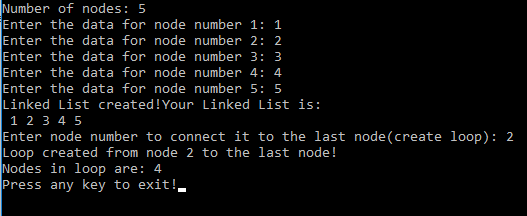 Number of nodes: 5
Enter the data for node number 1: 1
Enter the data for node number 2: 2
Enter the data for node number 3: 3
Enter the data for node number 4: 4
Enter the data for node number 5: 5
Linked List created!Your Linked List is:
 1 2 3 4 5
Enter node number to connect it to the last node(create loop): 2
Loop created from node 2 to the last node!
Nodes in loop are: 4
Press any key to exit!